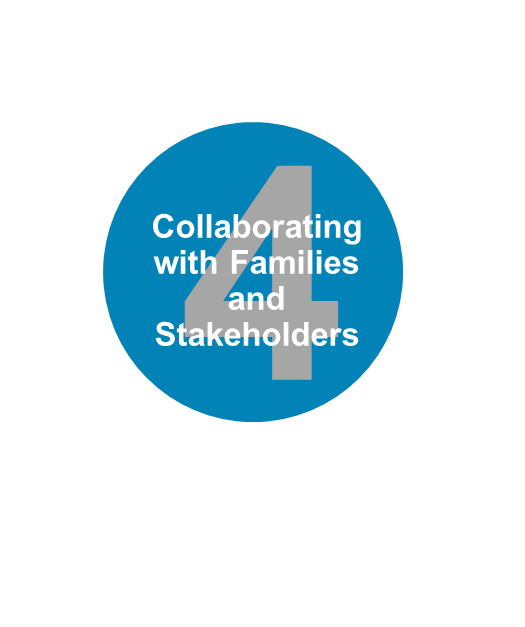 4
Collaborating
with Families
and
Stakeholders